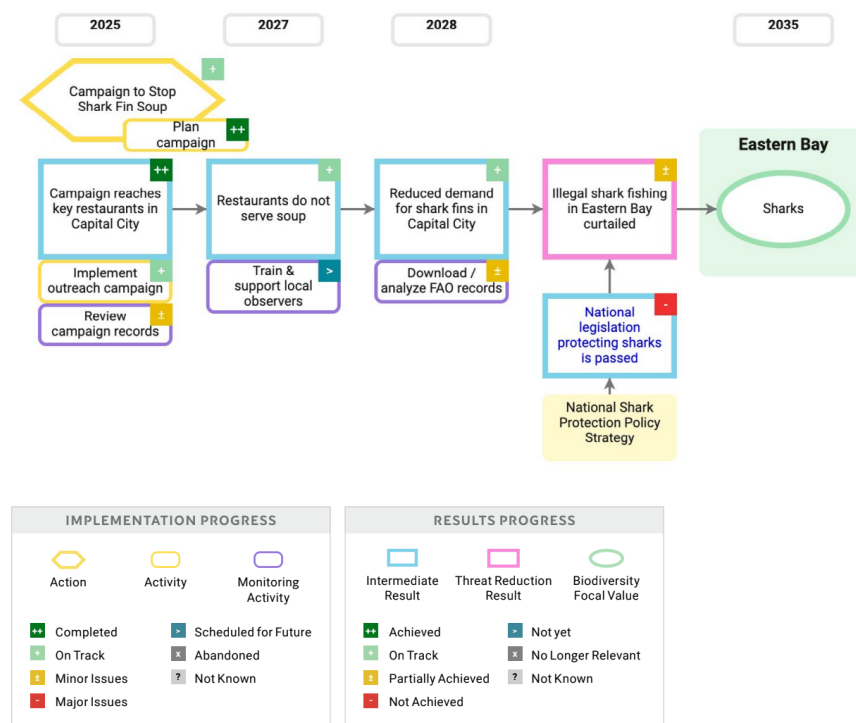 2025
2027
2028
2035
+
Campaign to Stop
Shark Fin Soup
++
Plan
campaign
++
Campaign reaches
key restaurants in
Capital City
+
Restaurants do not
serve soup
+
Reduced demand
for shark fins in
Capital City
±
Illegal shark fishing
in Eastern Bay
curtailed
Eastern Bay
Sharks
+
Implement
outreach campaign
>
Train &
support local
observers
±
Download /
analyze FAO records
±
Review
campaign records
-
National
legislation
protecting sharks
is passed
National Shark
Protection Policy
Strategy
IMPLEMENTATION PROGRESS
Action
Activity
Monitoring
Activity
++ Completed
> Scheduled for Future
+ On Track
x Abandoned
± Minor Issues
? Not Known
- Major Issues
RESULTS PROGRESS
Intermediate
Result
Threat Reduction
Result
Biodiversity
Focal Value
++ Achieved
> Not yet
+ On Track
x No Longer Relevant
± Partially Achieved
? Not Known
- Not Achieved